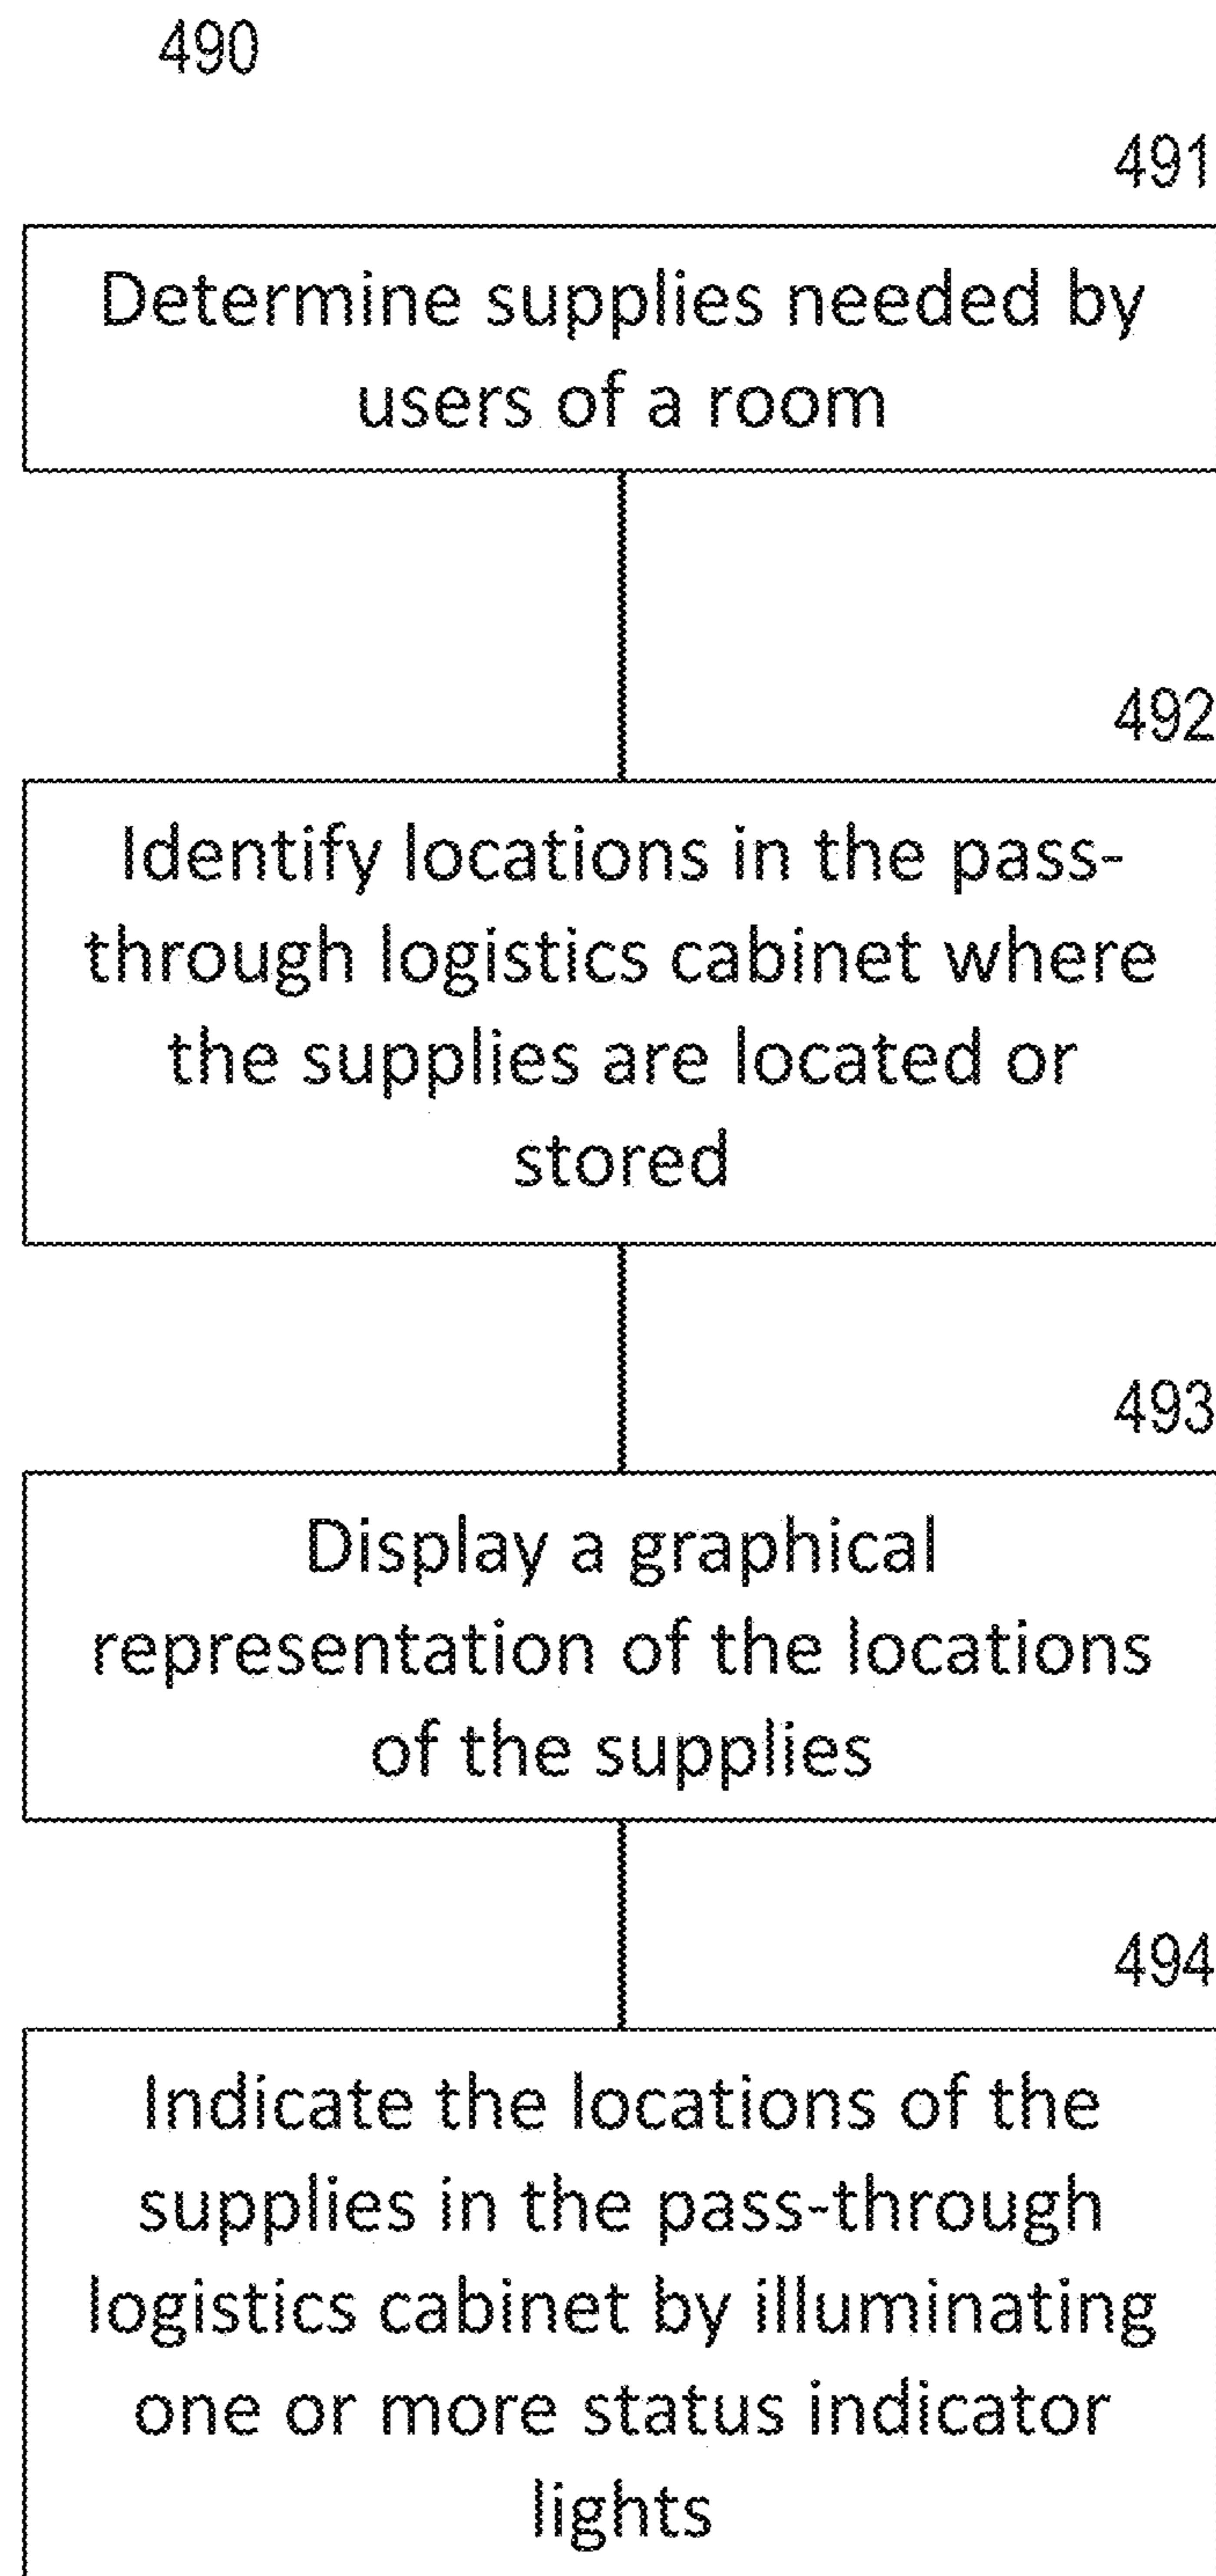 490
491
Determine supplies needed by
users of a room
492
Identify locations in the pass-
through logistics cabinet where
the supplies are located or
stored
493
Display a graphical
representation of the locations
of the supplies
494
Indicate the locations of the
supplies in the pass-through
logistics cabinet by illuminating
one or more status indicator
lights